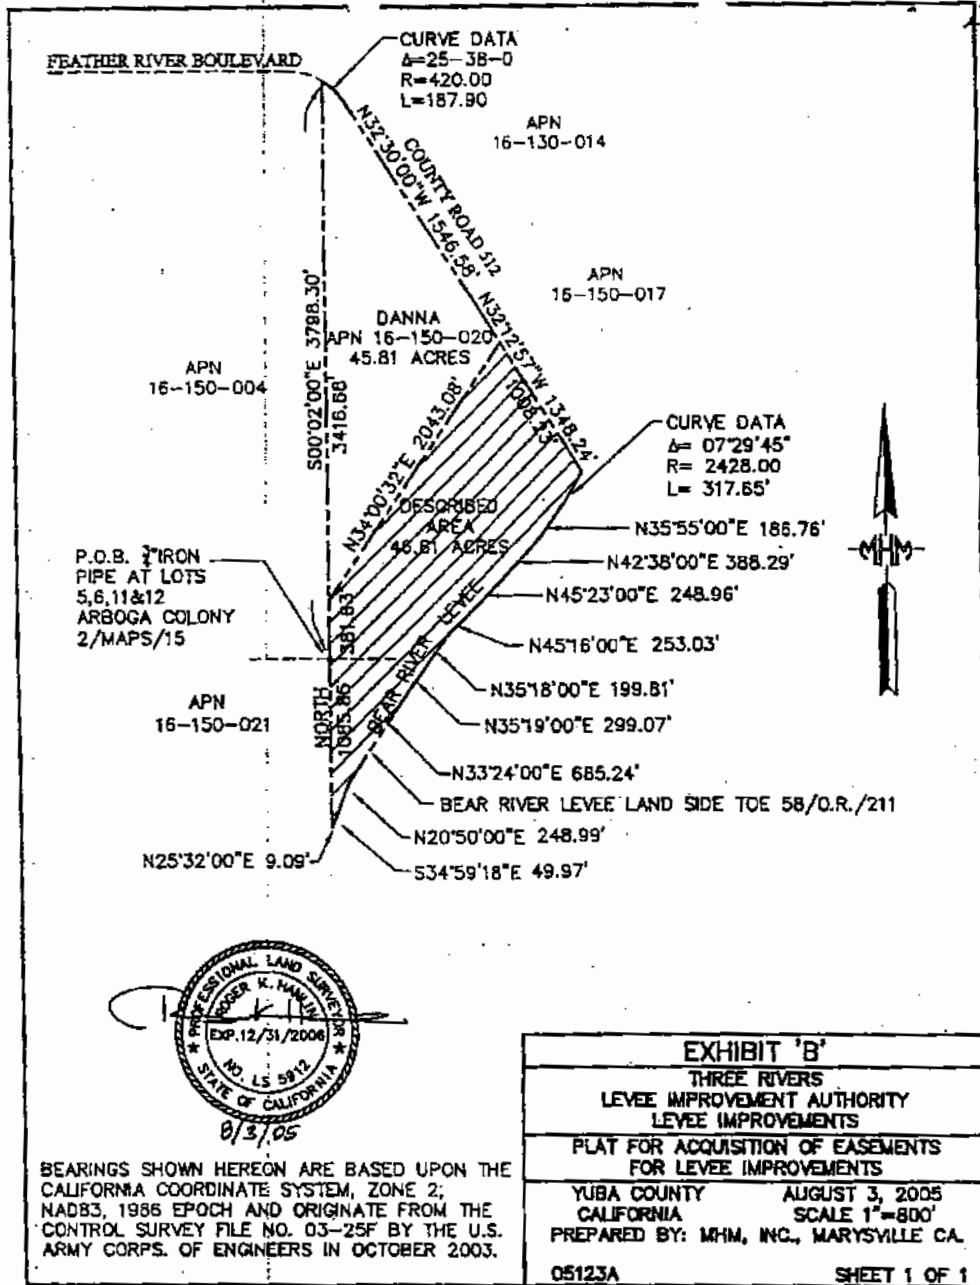 FEATHER RIVER BOULEVARD
CURVE DATA
Δ=25-38-0
R=420.00
L=187.90
APN
16-130-014
N32°30'00"W 1546.58'
COUNTY ROAD 512
APN
16-150-017
N32°12'57"W 1348.24'
1008.23'
S00°02'00"E 3798.30'
3416.68'
DANNA
APN 16-150-020
45.81 ACRES
APN
16-150-004
N34°00'32"E 2043.08'
CURVE DATA
Δ= 07°29'45"
R= 2428.00
L= 317.65'
DESCRIBED
AREA
46.61 ACRES
N35°55'00"E 186.76'
N42°38'00"E 388.29'
N45°23'00"E 248.96'
N45°16'00"E 253.03'
N35°18'00"E 199.81'
N35°19'00"E 299.07'
N33°24'00"E 685.24'
P.O.B. ¾"IRON
PIPE AT LOTS
5,6,11&12
ARBOGA COLONY
2/MAPS/15
381.63
BEAR RIVER LEVEE
NORTH
1085.86
APN
16-150-021
BEAR RIVER LEVEE LAND SIDE TOE 58/O.R./211
N20°50'00"E 248.99'
N25°32'00"E 9.09'
S34°59'18"E 49.97'
N
MHM
PROFESSIONAL LAND SURVEYOR
ROGER K. HANLIN
EXP.12/31/2006
NO. LS 5912
STATE OF CALIFORNIA
8/3/05
BEARINGS SHOWN HEREON ARE BASED UPON THE
CALIFORNIA COORDINATE SYSTEM, ZONE 2;
NAD83, 1986 EPOCH AND ORIGINATE FROM THE
CONTROL SURVEY FILE NO. 03-25F BY THE U.S.
ARMY CORPS. OF ENGINEERS IN OCTOBER 2003.
EXHIBIT 'B'
THREE RIVERS
LEVEE IMPROVEMENT AUTHORITY
LEVEE IMPROVEMENTS
PLAT FOR ACQUISITION OF EASEMENTS
FOR LEVEE IMPROVEMENTS
YUBA COUNTY AUGUST 3, 2005
CALIFORNIA SCALE 1"=800'
PREPARED BY: MHM, INC., MARYSVILLE CA.
05123A SHEET 1 OF 1